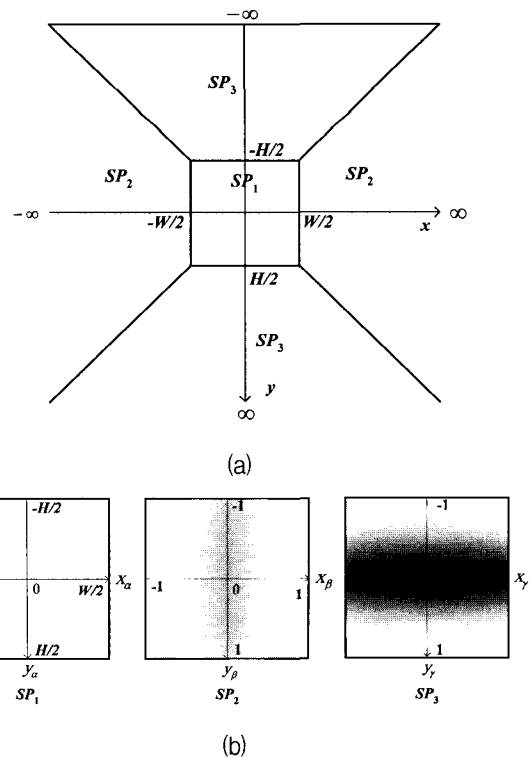 -∞
SP3
-H/2
SP2 SP1 SP2
-∞ -W/2 W/2 x ∞
H/2
SP3
y
∞
(a)
-H/2 -1 -1
0 W/2 xα -1 0 1 xβ xγ
H/2 1 1
yα yβ yγ
SP1 SP2 SP3
(b)